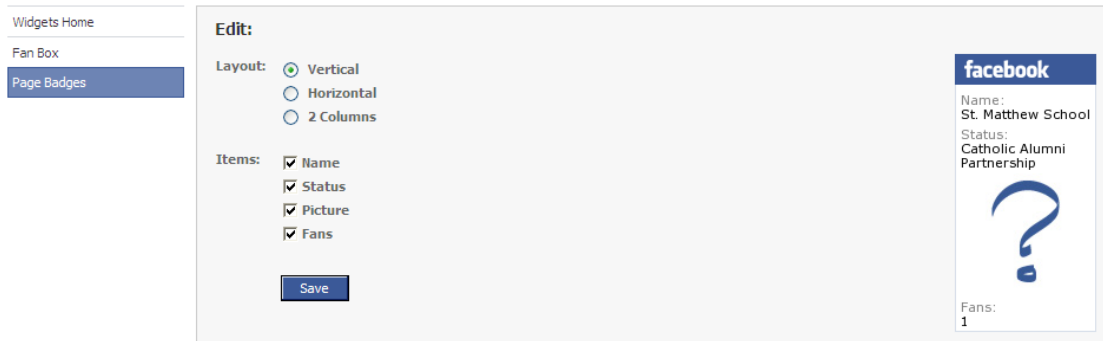 Widgets Home
Fan Box
Page Badges
Edit:
Layout:
Vertical
Horizontal
2 Columns
Items:
Name
Status
Picture
Fans
Save
facebook
Name:
St. Matthew School
Status:
Catholic Alumni
Partnership
?
Fans:
1